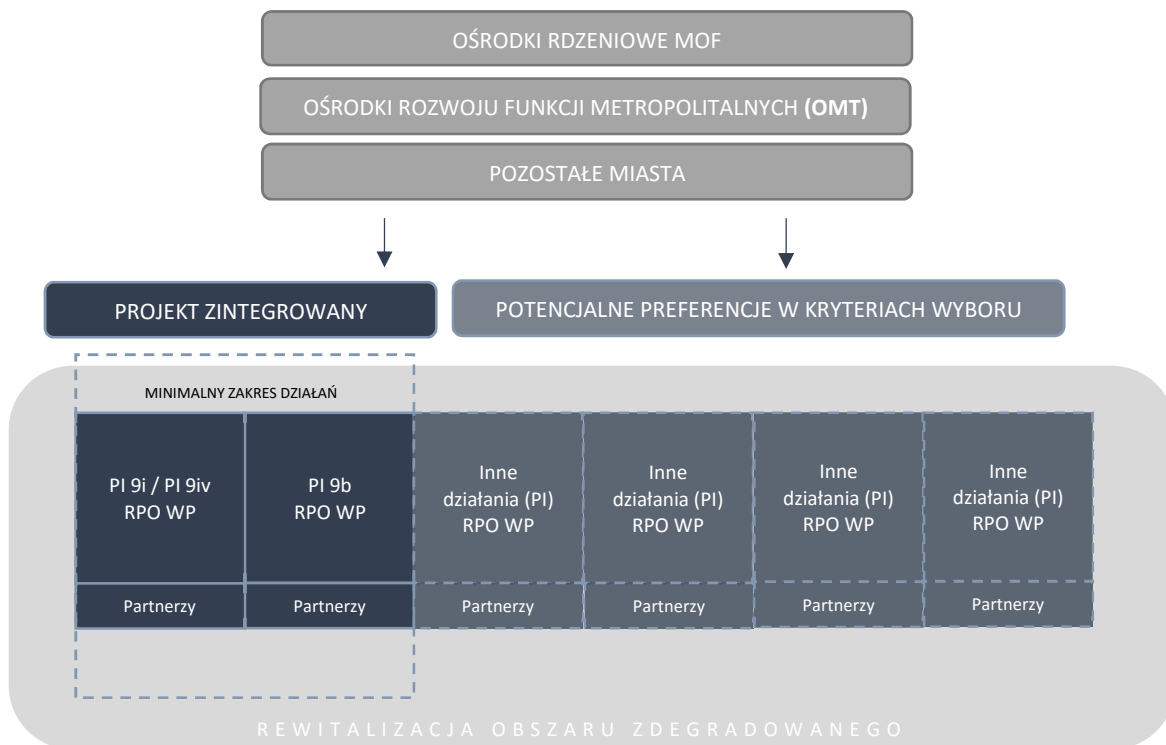 OŚRODKI RDZENIOWE MOF
OŚRODKI ROZWOJU FUNKCJI METROPOLITALNYCH (OMT)
POZOSTAŁE MIASTA
PROJEKT ZINTEGROWANY
POTENCJALNE PREFERENCJE W KRYTERIACH WYBORU
MINIMALNY ZAKRES DZIAŁAŃ
PI 9i / PI 9iv
RPO WP
PI 9b
RPO WP
Inne
działania (PI)
RPO WP
Inne
działania (PI)
RPO WP
Inne
działania (PI)
RPO WP
Inne
działania (PI)
RPO WP
Partnerzy
Partnerzy
Partnerzy
Partnerzy
Partnerzy
Partnerzy
REWITALIZACJA OBSZARU ZDEGRADOWANEGO